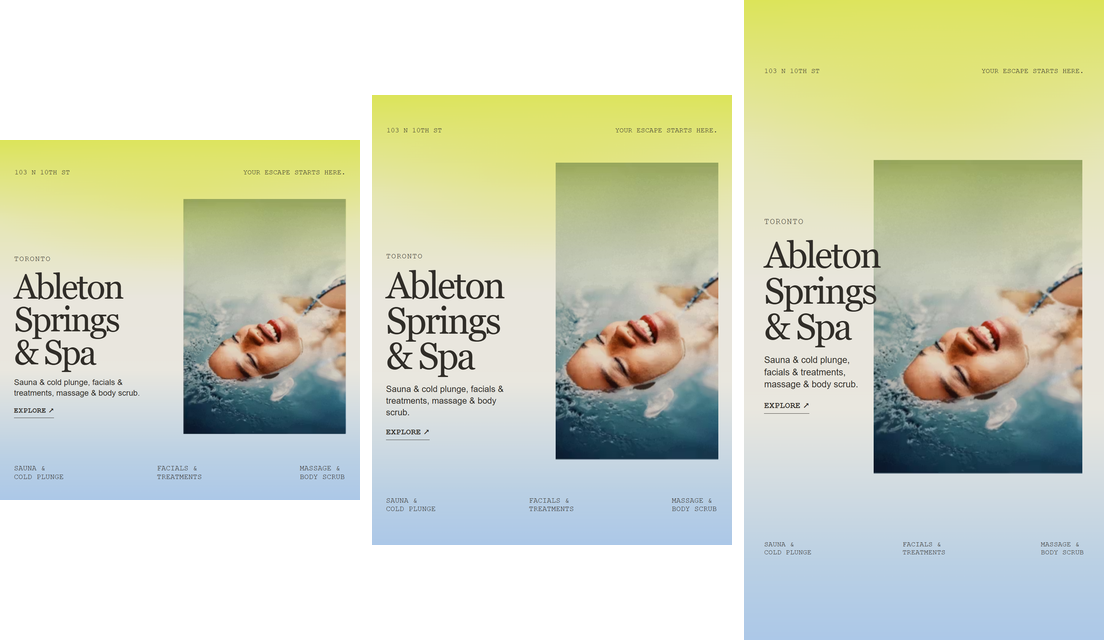 103 N 10TH ST
YOUR ESCAPE STARTS HERE.
TORONTO
Ableton
Springs
& Spa
Sauna & cold plunge, facials &
treatments, massage & body scrub.
EXPLORE ↗
SAUNA &
COLD PLUNGE
FACIALS &
TREATMENTS
MASSAGE &
BODY SCRUB
103 N 10TH ST
YOUR ESCAPE STARTS HERE.
TORONTO
Ableton
Springs
& Spa
Sauna & cold plunge, facials &
treatments, massage & body
scrub.
EXPLORE ↗
SAUNA &
COLD PLUNGE
FACIALS &
TREATMENTS
MASSAGE &
BODY SCRUB
103 N 10TH ST
YOUR ESCAPE STARTS HERE.
TORONTO
Ableton
Springs
& Spa
Sauna & cold plunge,
facials & treatments,
massage & body scrub.
EXPLORE ↗
SAUNA &
COLD PLUNGE
FACIALS &
TREATMENTS
MASSAGE &
BODY SCRUB